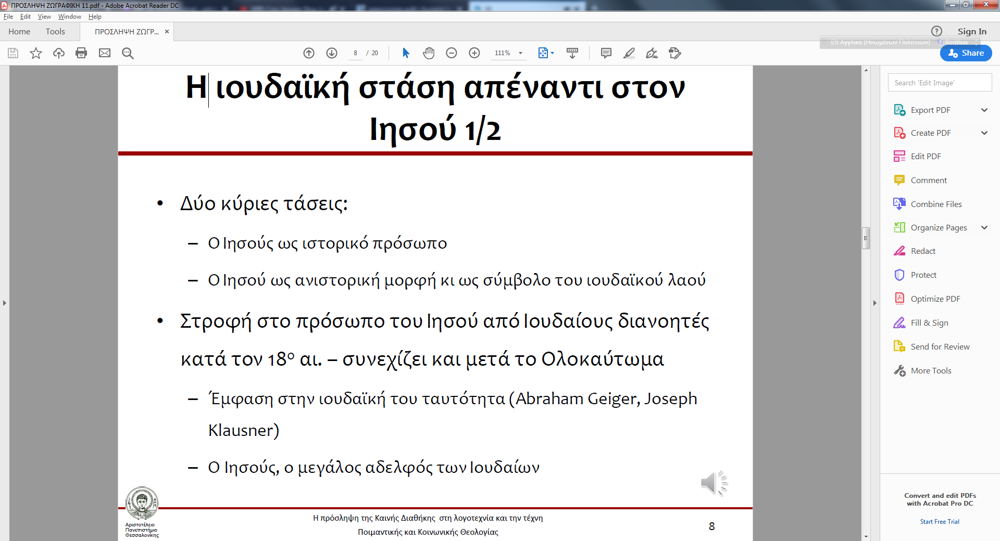 ΠΡΟΣΛΗΨΗ ΖΩΓΡΑΦΙΚΗ 11.pdf - Adobe Acrobat Reader DC
File Edit View Window Help
Home Tools ΠΡΟΣΛΗΨΗ ΖΩΓΡ... × Sign In
EN Αγγλικά (Ηνωμένων Πολιτειών) Βοήθεια
8 / 20 111% Share
Η ιουδαϊκή στάση απέναντι στον
Ιησού 1/2
• Δύο κύριες τάσεις:
– Ο Ιησούς ως ιστορικό πρόσωπο
– Ο Ιησού ως ανιστορική μορφή κι ως σύμβολο του ιουδαϊκού λαού
• Στροφή στο πρόσωπο του Ιησού από Ιουδαίους διανοητές
κατά τον 18ο αι. – συνεχίζει και μετά το Ολοκαύτωμα
– Έμφαση στην ιουδαϊκή του ταυτότητα (Abraham Geiger, Joseph
Klausner)
– Ο Ιησούς, ο μεγάλος αδελφός των Ιουδαίων
Αριστοτέλειο
Πανεπιστήμιο
Θεσσαλονίκης
Η πρόσληψη της Καινής Διαθήκης στη λογοτεχνία και την τέχνη
Ποιμαντικής και Κοινωνικής Θεολογίας
8
Search 'Edit Image'
Export PDF
Create PDF
Edit PDF
Comment
Combine Files
Organize Pages
Redact
Protect
Optimize PDF
Fill & Sign
Send for Review
More Tools
Convert and edit PDFs
with Acrobat Pro DC
Start Free Trial